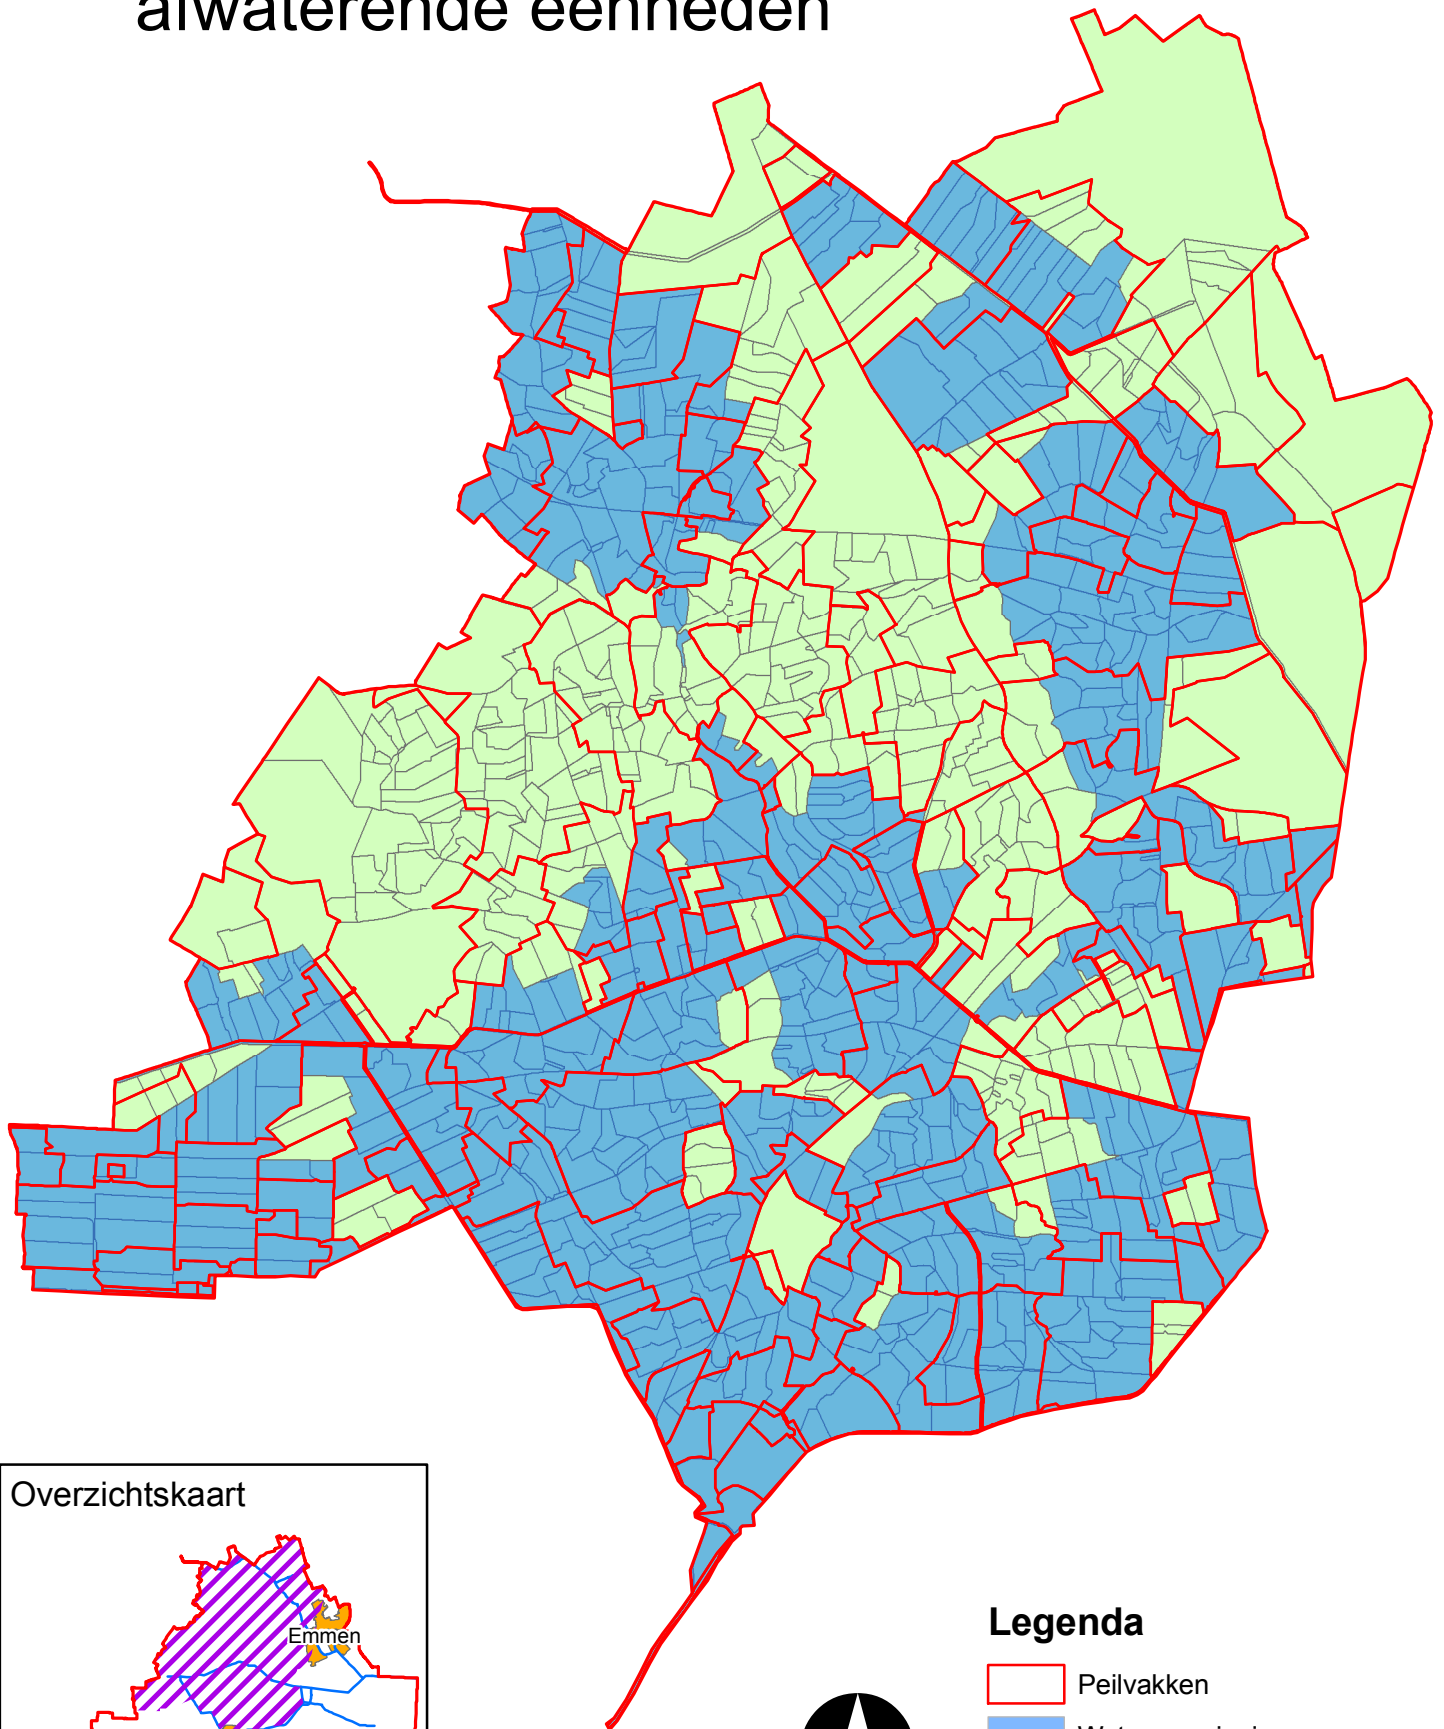 afwaterende eenheden
Overzichtskaart
Emmen
Legenda
Peilvakken